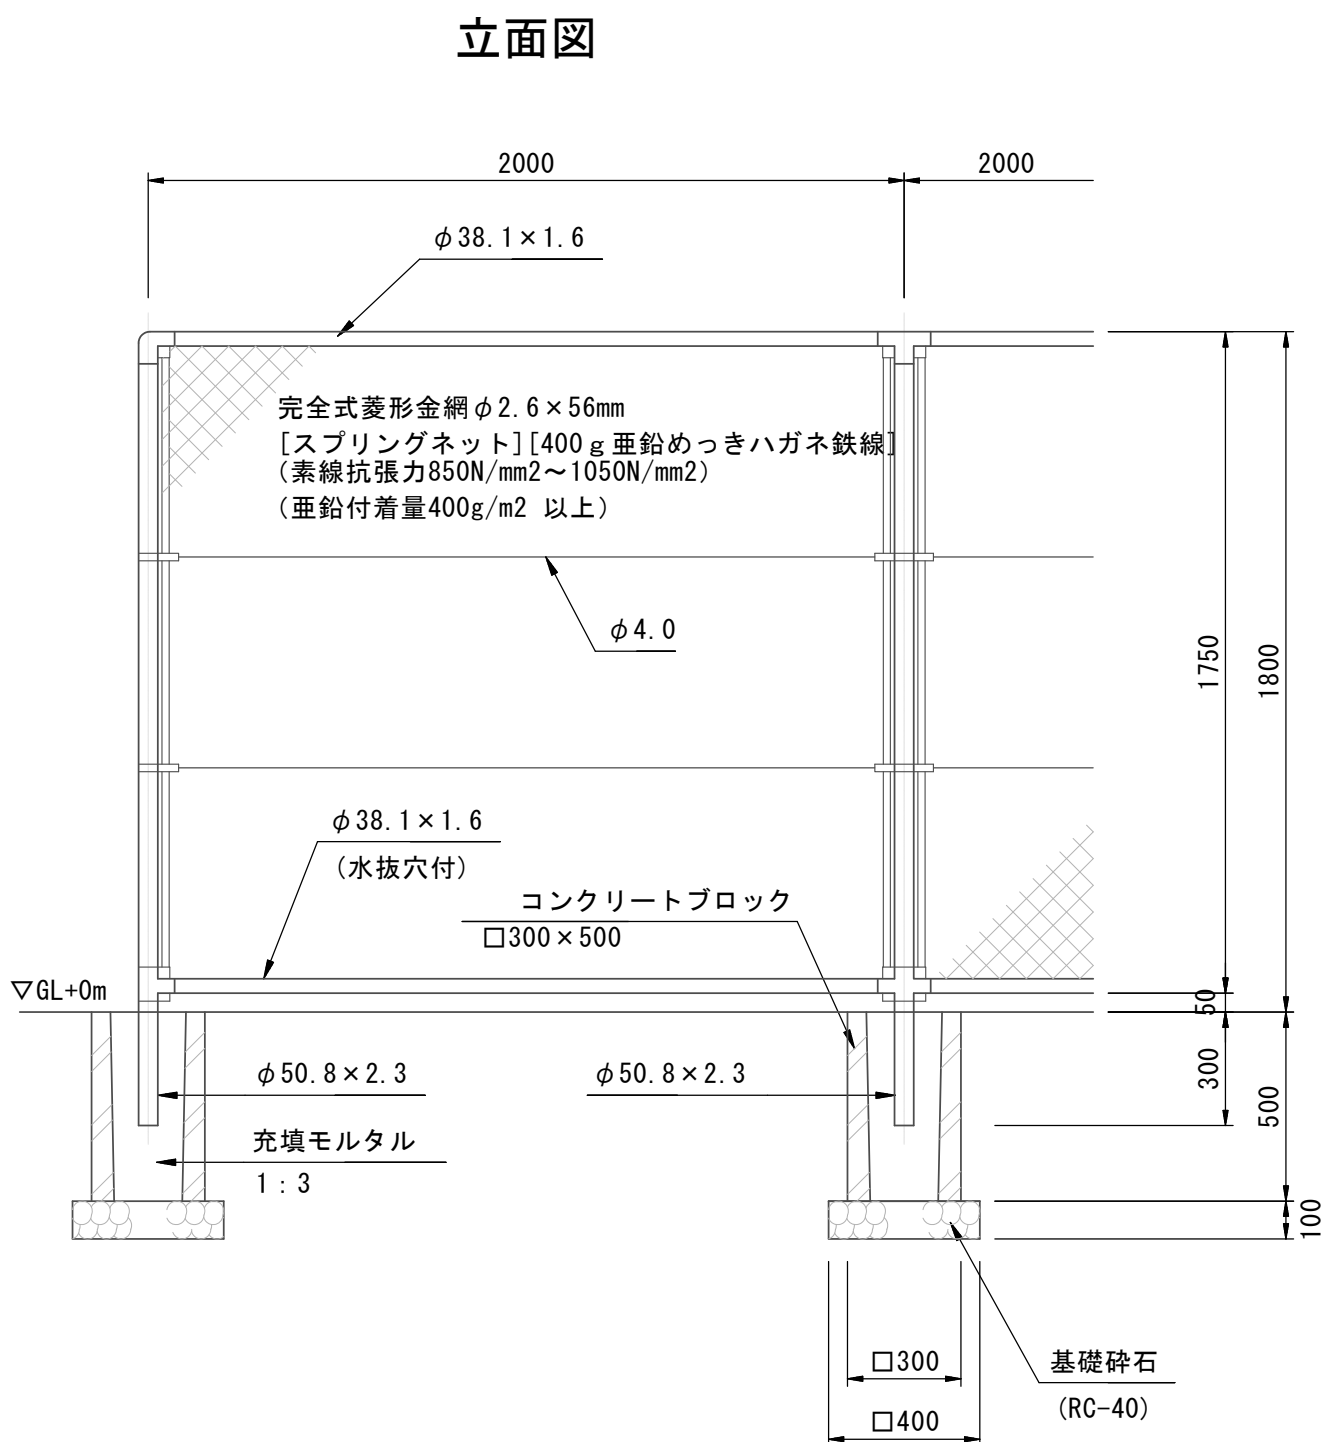 立面図
2000
2000
φ38.1×1.6
完全式菱形金網φ2.6×56mm
[スプリングネット][400ｇ亜鉛めっきハガネ鉄線]
(素線抗張力850N/mm2～1050N/mm2)
(亜鉛付着量400g/m2 以上)
φ4.0
1750
1800
φ38.1×1.6
(水抜穴付)
コンクリートブロック
□300×500
▽GL+0m
50
φ50.8×2.3
φ50.8×2.3
300
500
充填モルタル
1：3
100
□300
基礎砕石
(RC-40)
□400